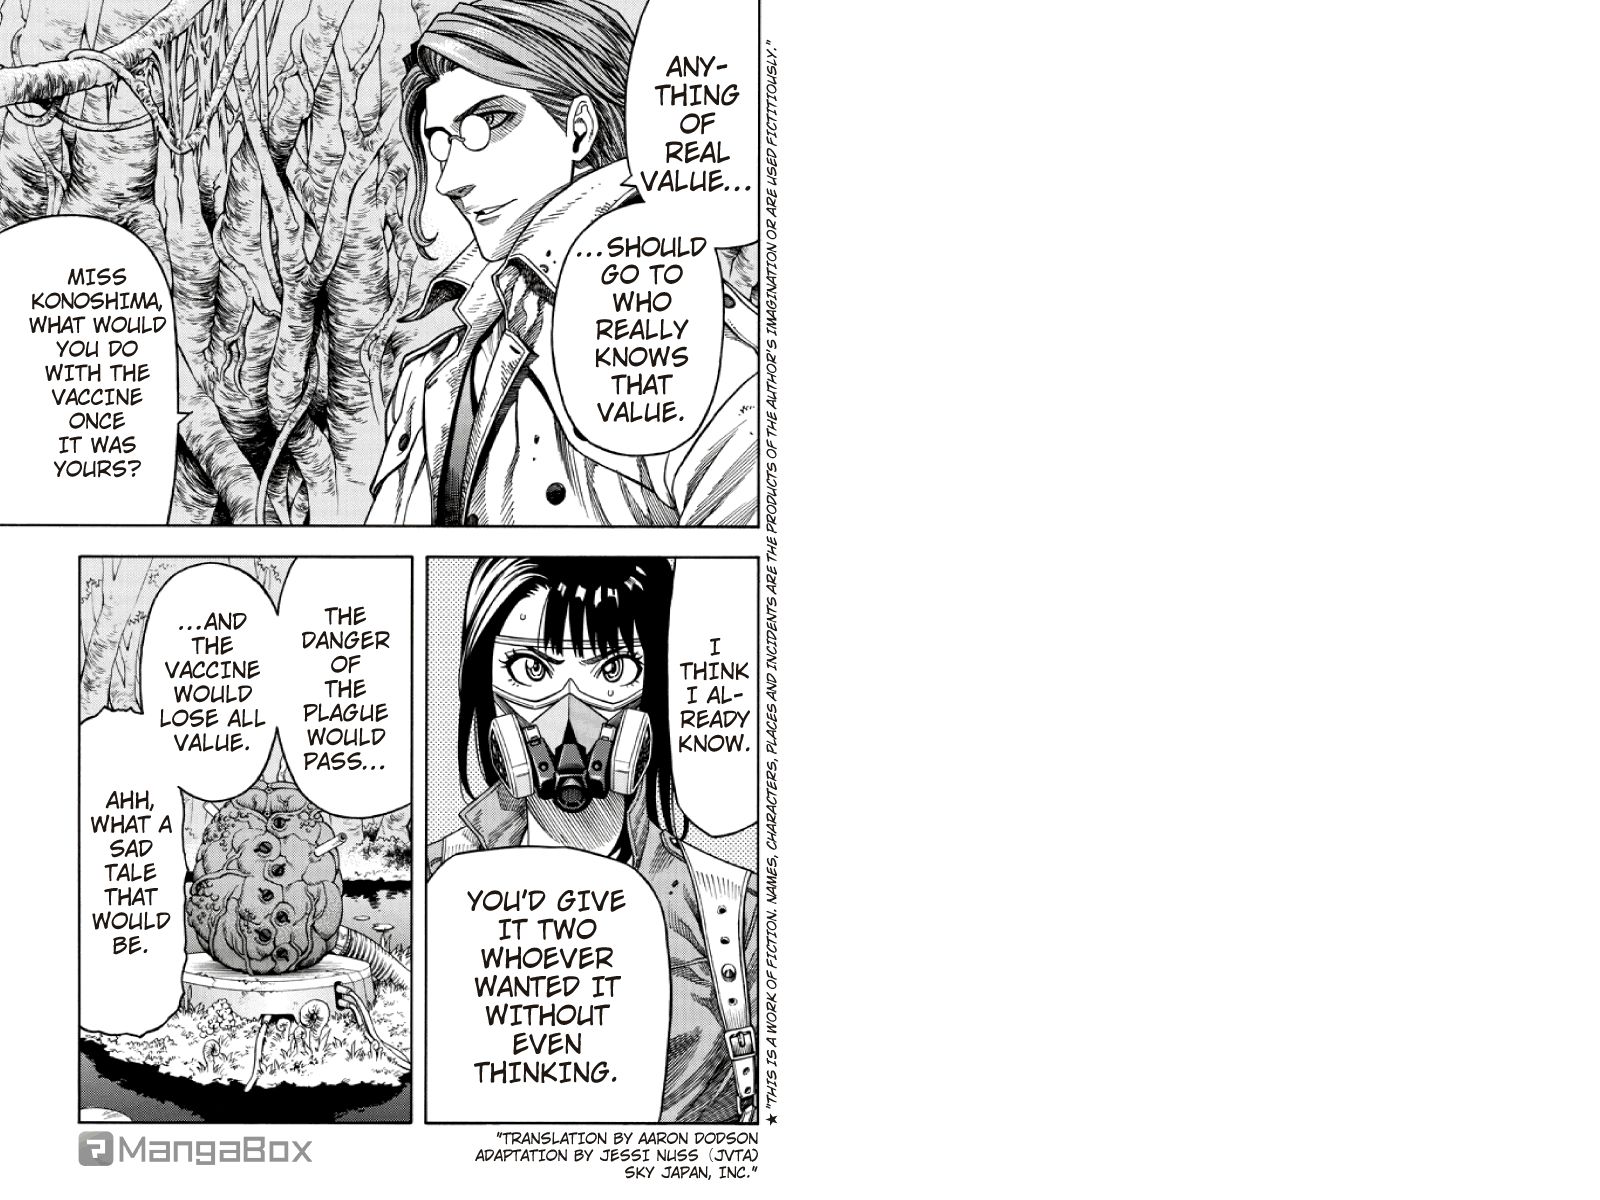 ANY-
THING
OF
REAL
VALUE...
...SHOULD
GO TO
WHO
REALLY
KNOWS
THAT
VALUE.
MISS
KONOSHIMA,
WHAT WOULD
YOU DO
WITH THE
VACCINE
ONCE
IT WAS
YOURS?
I
THINK
I AL-
READY
KNOW.
YOU'D GIVE
IT TWO
WHOEVER
WANTED IT
WITHOUT
EVEN
THINKING.
THE
DANGER
OF
THE
PLAGUE
WOULD
PASS...
...AND
THE
VACCINE
WOULD
LOSE ALL
VALUE.
AHH,
WHAT A
SAD
TALE
THAT
WOULD
BE.
★ "THIS IS A WORK OF FICTION. NAMES, CHARACTERS, PLACES AND INCIDENTS ARE THE PRODUCTS OF THE AUTHOR'S IMAGINATION OR ARE USED FICTITIOUSLY."
MangaBox
"TRANSLATION BY AARON DODSON
ADAPTATION BY JESSI NUSS (JVTA)
SKY JAPAN, INC."